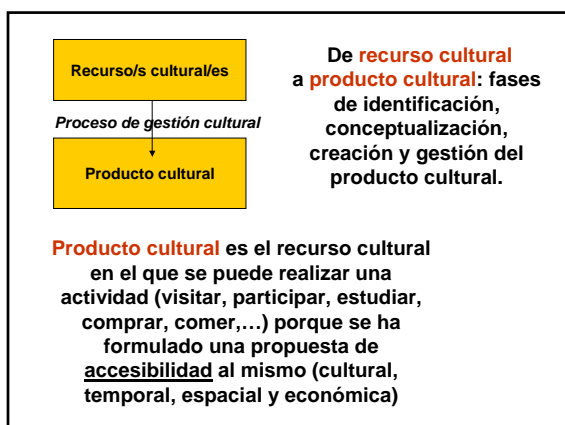 Recurso/s cultural/es
Proceso de gestión cultural
Producto cultural
De recurso cultural
a producto cultural: fases
de identificación,
conceptualización,
creación y gestión del
producto cultural.
Producto cultural es el recurso cultural
en el que se puede realizar una
actividad (visitar, participar, estudiar,
comprar, comer,…) porque se ha
formulado una propuesta de
accesibilidad al mismo (cultural,
temporal, espacial y económica)